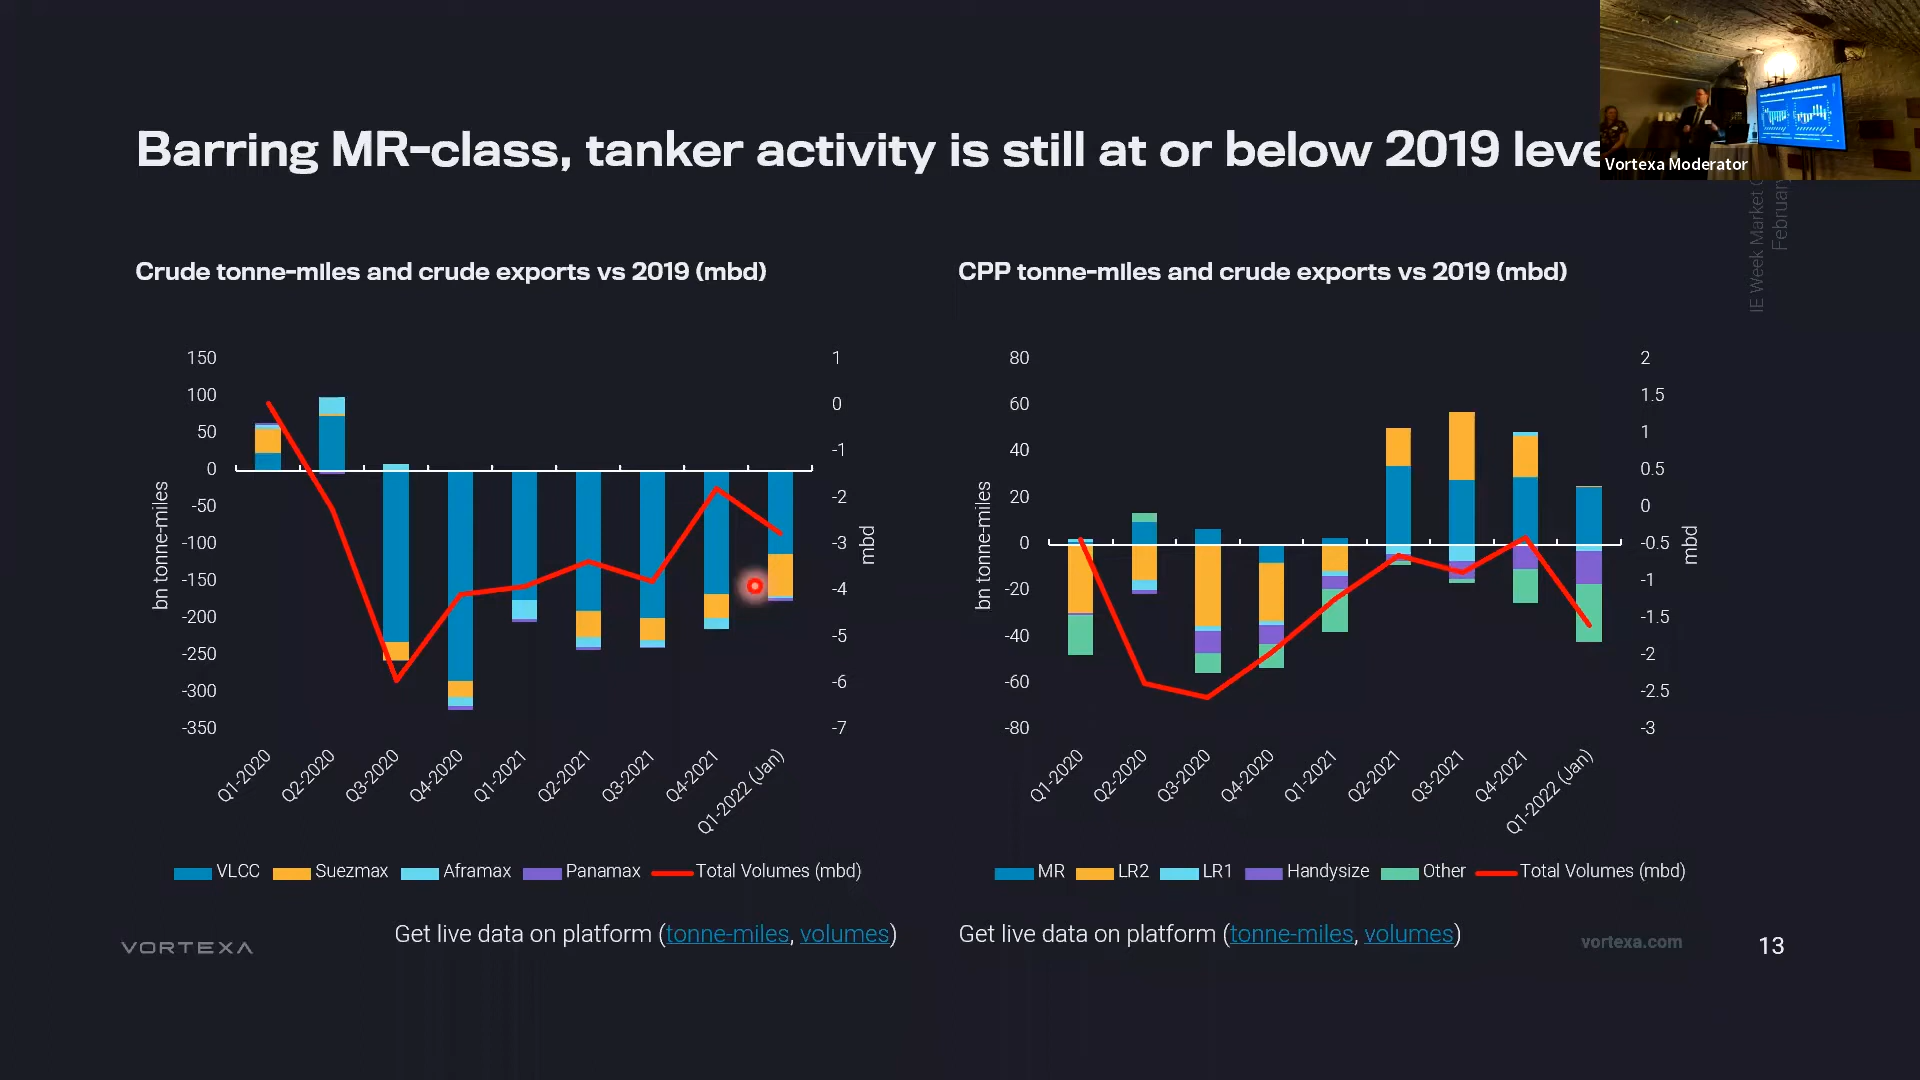 Barring MR-class, tanker activity is still at or below 2019 leve
Vortexa Moderator
IE Week Market
February
Crude tonne-miles and crude exports vs 2019 (mbd)
150
100
50
0
-50
-100
-150
-200
-250
-300
-350
bn tonne-miles
1
0
-1
-2
-3
-4
-5
-6
-7
mbd
Q1-2020
Q2-2020
Q3-2020
Q4-2020
Q1-2021
Q2-2021
Q3-2021
Q4-2021
Q1-2022 (Jan)
VLCC Suezmax Aframax Panamax Total Volumes (mbd)
Get live data on platform (tonne-miles, volumes)
CPP tonne-miles and crude exports vs 2019 (mbd)
80
60
40
20
0
-20
-40
-60
-80
bn tonne-miles
2
1.5
1
0.5
0
-0.5
-1
-1.5
-2
-2.5
-3
mbd
Q1-2020
Q2-2020
Q3-2020
Q4-2020
Q1-2021
Q2-2021
Q3-2021
Q4-2021
Q1-2022 (Jan)
MR LR2 LR1 Handysize Other Total Volumes (mbd)
Get live data on platform (tonne-miles, volumes)
VORTEXA
vortexa.com
13